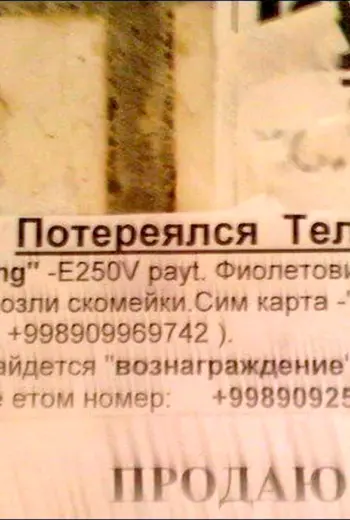 Потереялся Тел
ng" -E250V payt. Фиолетови
озли скомейки.Сим карта -
+998909969742 ).
айдется "вознаграждение"
е етом номер: +99890925
ПРОДАЮ